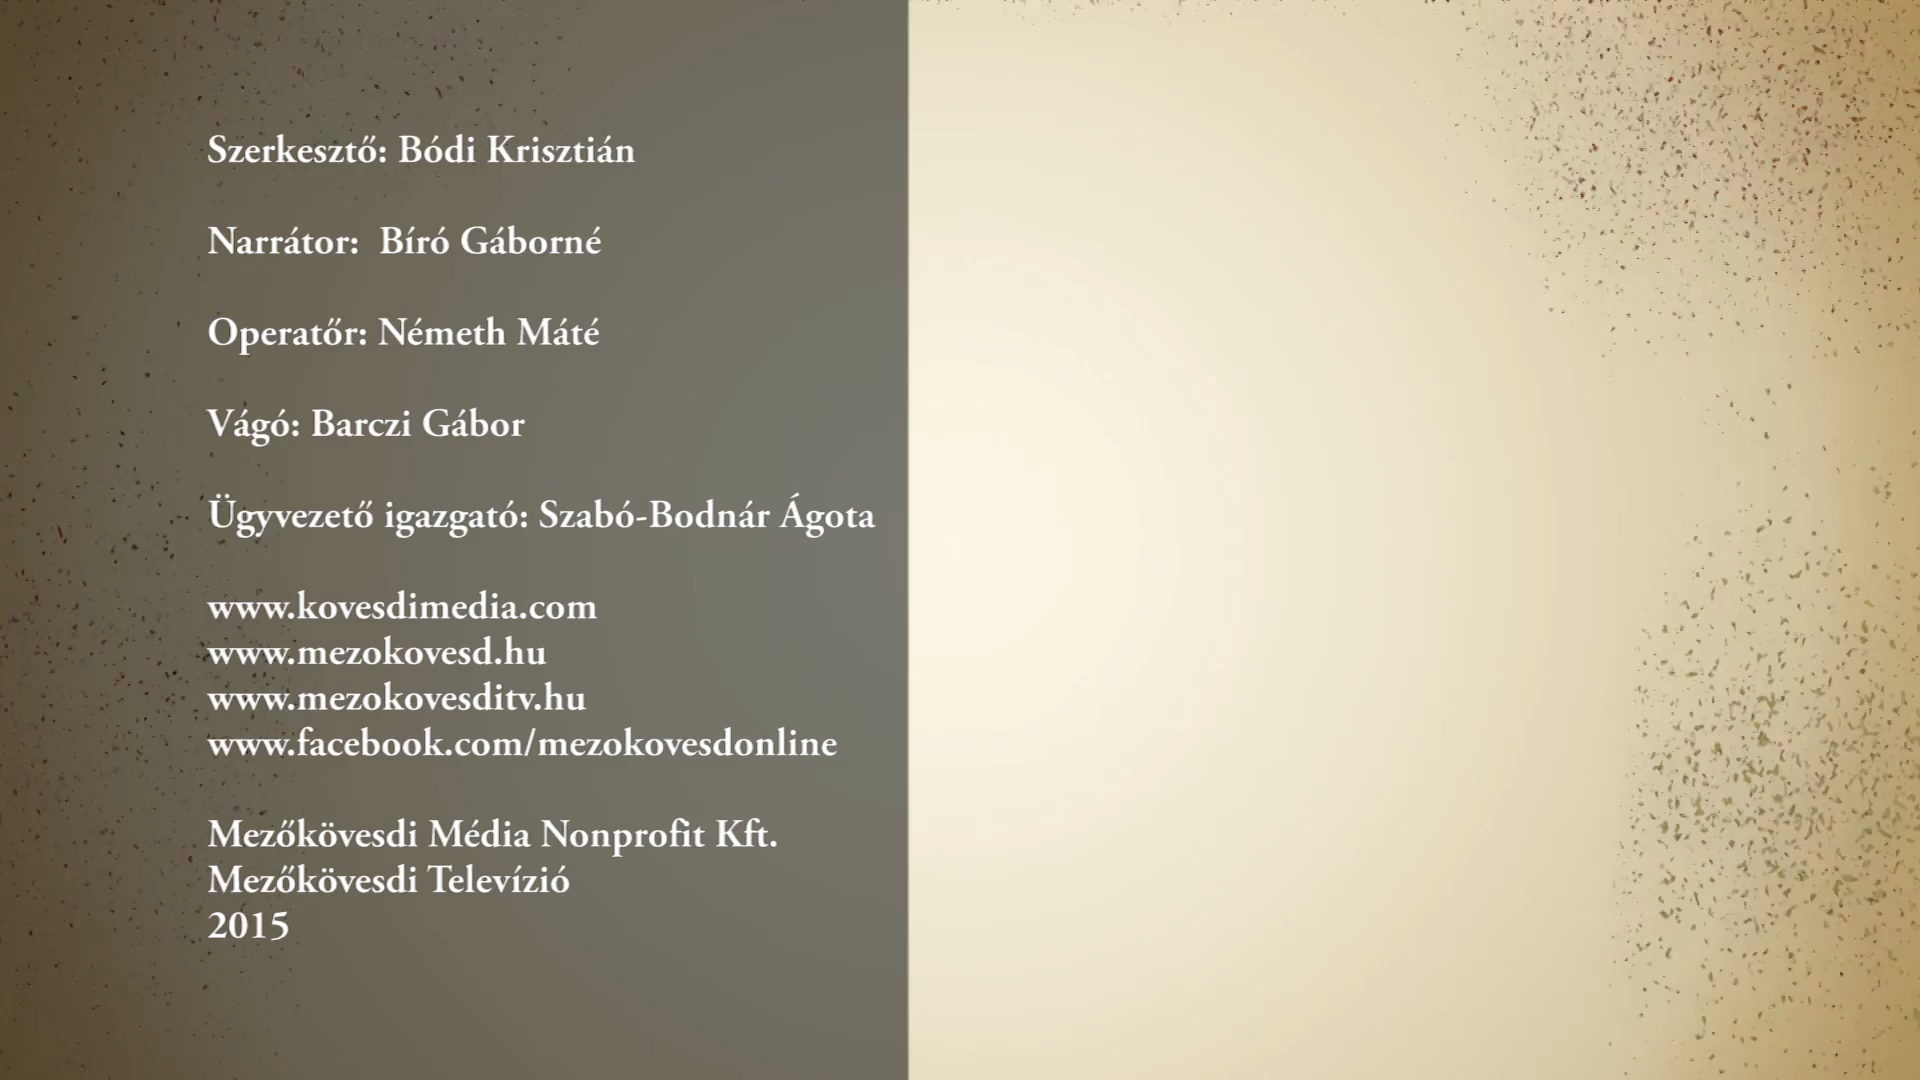 Szerkesztő: Bódi Krisztián
Narrátor:  Bíró Gáborné
Operatőr: Németh Máté
Vágó: Barczi Gábor
Ügyvezető igazgató: Szabó-Bodnár Ágota
www.kovesdimedia.com
www.mezokovesd.hu
www.mezokovesditv.hu
www.facebook.com/mezokovesdonline
Mezőkövesdi Média Nonprofit Kft.
Mezőkövesdi Televízió
2015